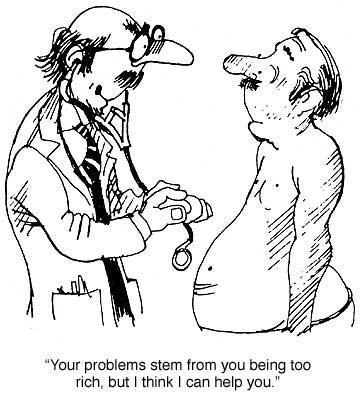 “Your problems stem from you being too
rich, but I think I can help you.”